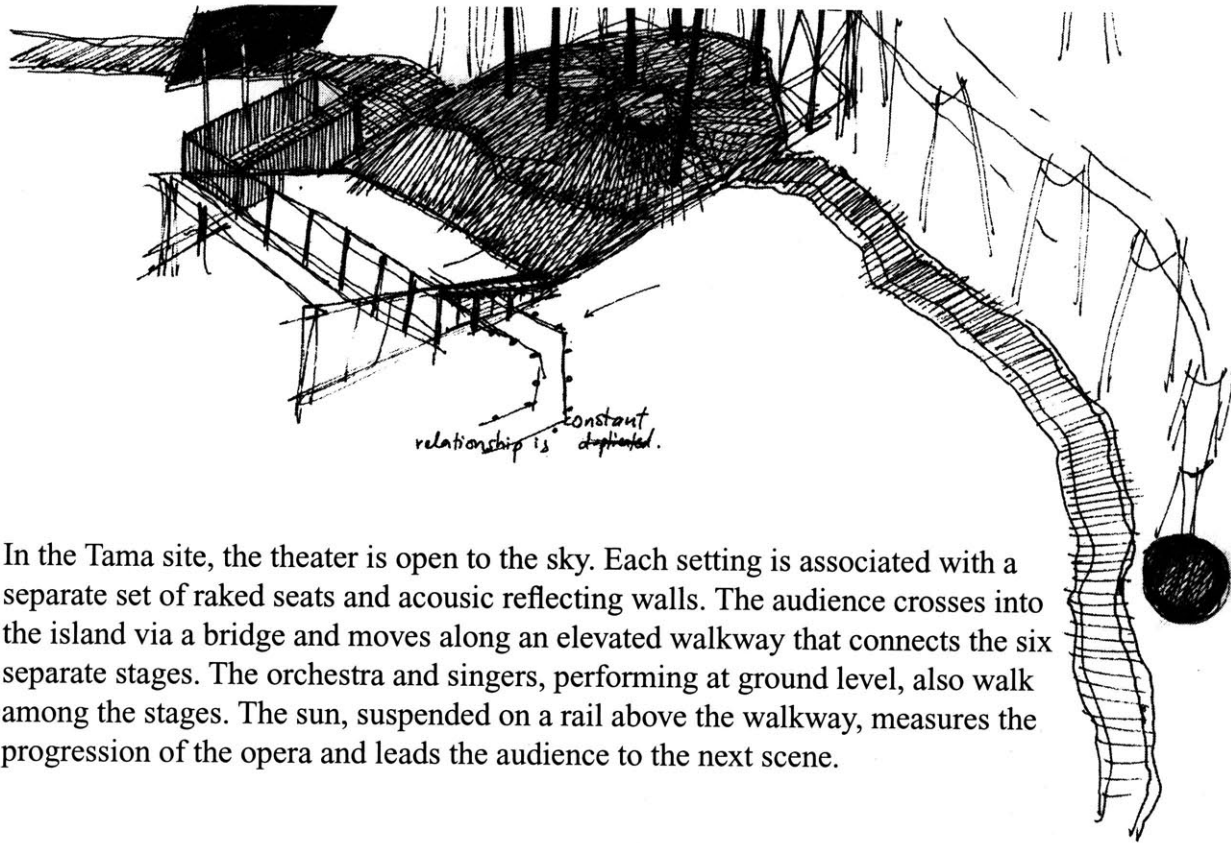 constant
relationship is duplicated.
In the Tama site, the theater is open to the sky. Each setting is associated with a
separate set of raked seats and acousic reflecting walls. The audience crosses into
the island via a bridge and moves along an elevated walkway that connects the six
separate stages. The orchestra and singers, performing at ground level, also walk
among the stages. The sun, suspended on a rail above the walkway, measures the
progression of the opera and leads the audience to the next scene.